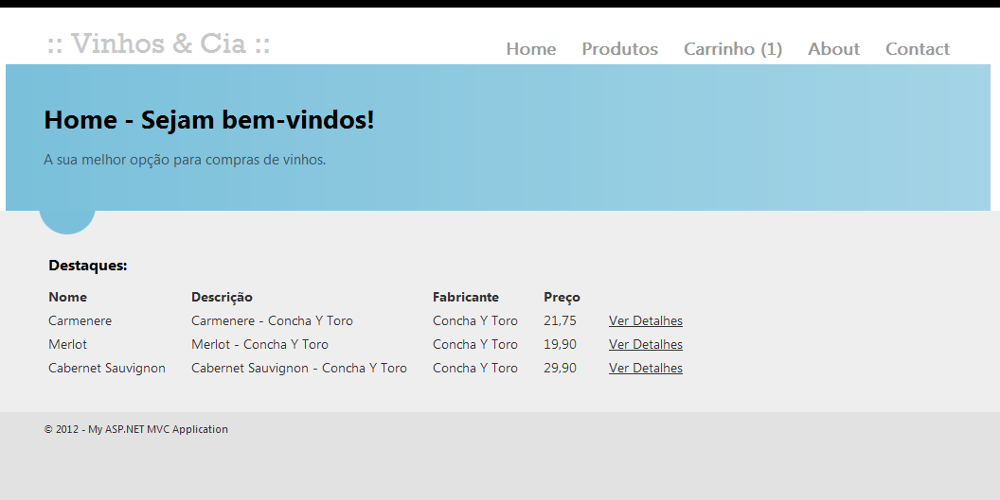 :: Vinhos & Cia ::
Home Produtos Carrinho (1) About Contact
Home - Sejam bem-vindos!
A sua melhor opção para compras de vinhos.
Destaques:
Nome Descrição Fabricante Preço
Carmenere Carmenere - Concha Y Toro Concha Y Toro 21,75 Ver Detalhes
Merlot Merlot - Concha Y Toro Concha Y Toro 19,90 Ver Detalhes
Cabernet Sauvignon Cabernet Sauvignon - Concha Y Toro Concha Y Toro 29,90 Ver Detalhes
© 2012 - My ASP.NET MVC Application